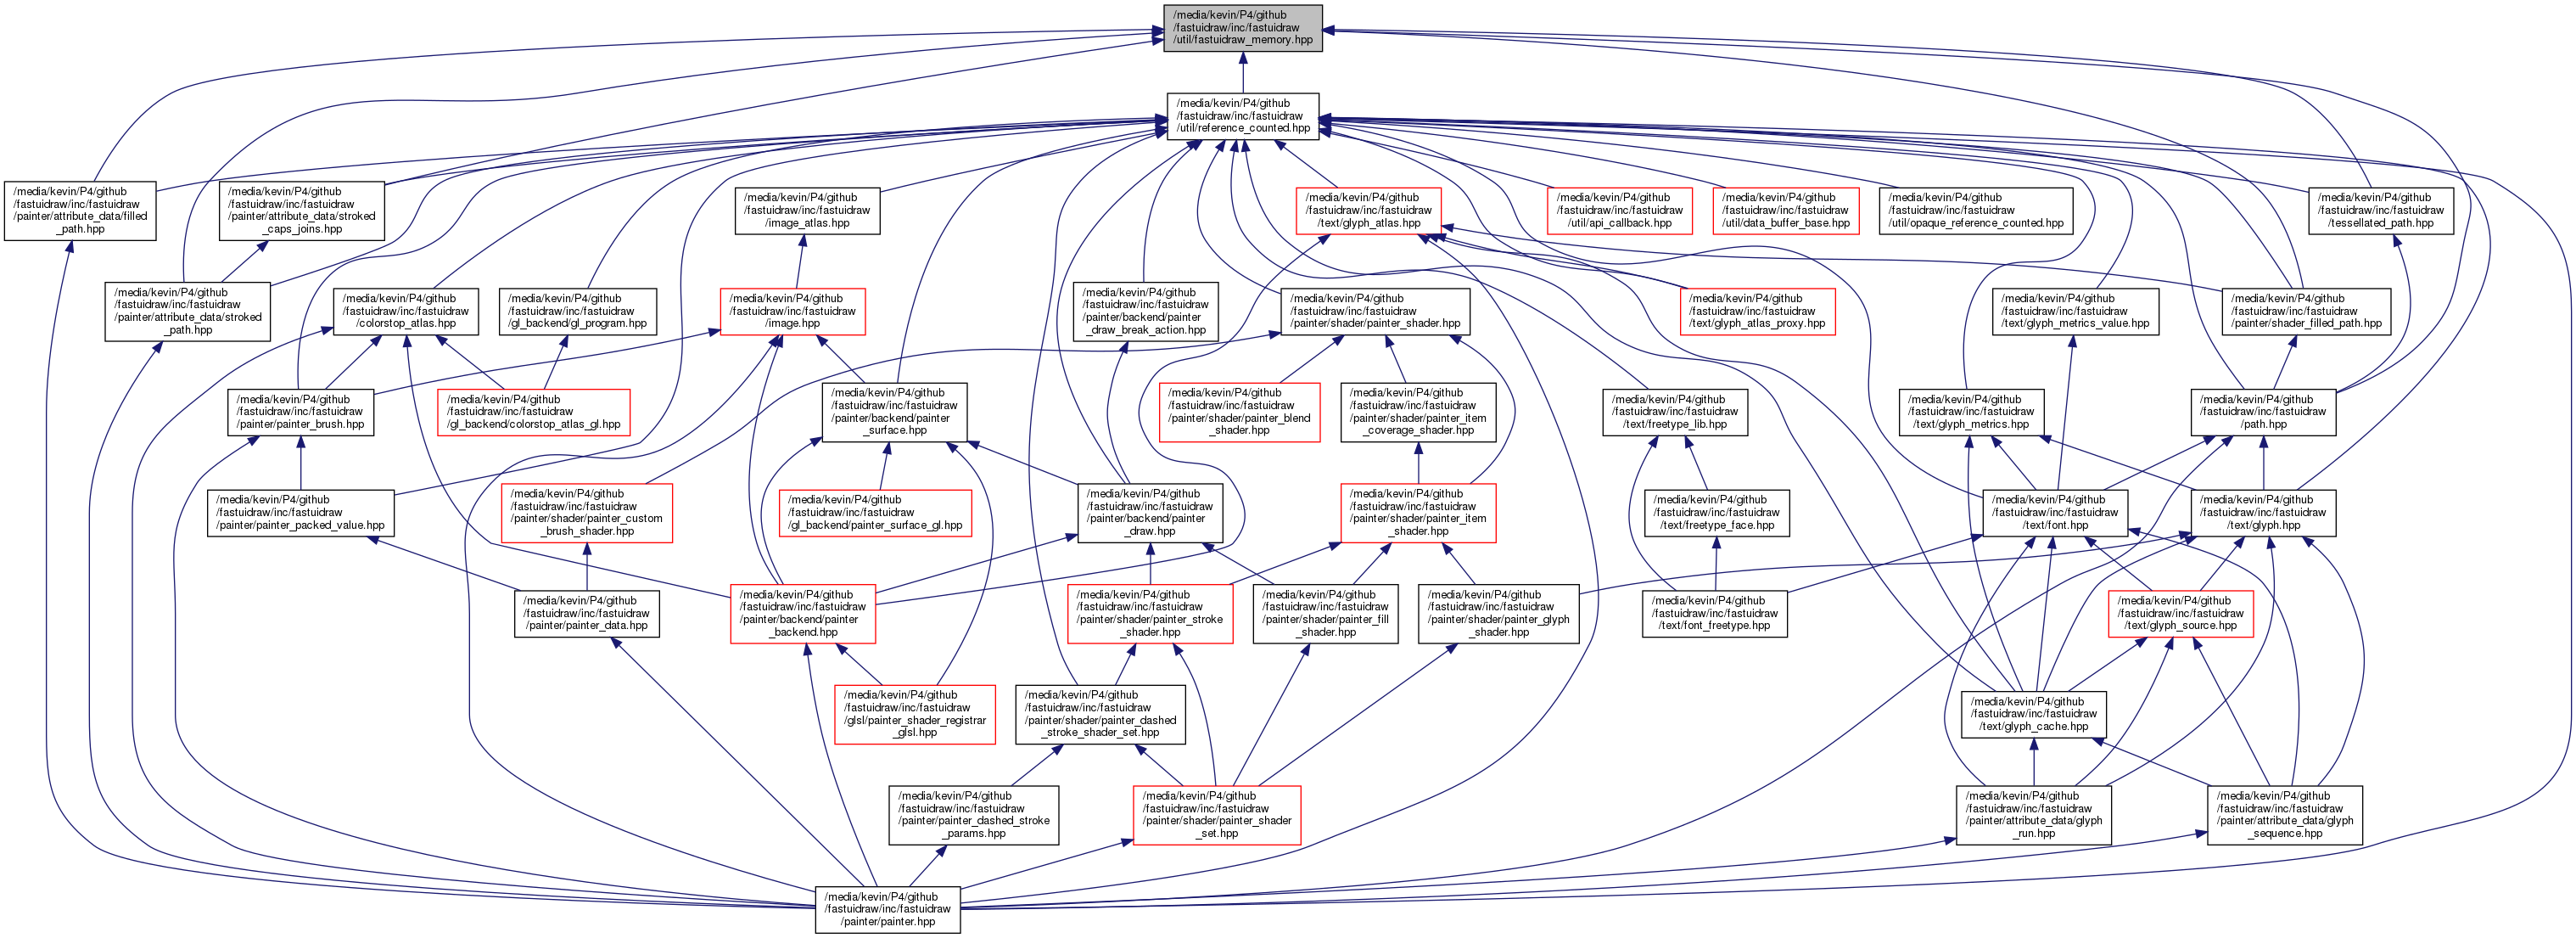 /media/kevin/P4/github
/fastuidraw/inc/fastuidraw
/util/fastuidraw_memory.hpp
/media/kevin/P4/github
/fastuidraw/inc/fastuidraw
/util/reference_counted.hpp
/media/kevin/P4/github
/fastuidraw/inc/fastuidraw
/painter/attribute_data/filled
_path.hpp
/media/kevin/P4/github
/fastuidraw/inc/fastuidraw
/painter/attribute_data/stroked
_caps_joins.hpp
/media/kevin/P4/github
/fastuidraw/inc/fastuidraw
/image_atlas.hpp
/media/kevin/P4/github
/fastuidraw/inc/fastuidraw
/text/glyph_atlas.hpp
/media/kevin/P4/github
/fastuidraw/inc/fastuidraw
/util/api_callback.hpp
/media/kevin/P4/github
/fastuidraw/inc/fastuidraw
/util/data_buffer_base.hpp
/media/kevin/P4/github
/fastuidraw/inc/fastuidraw
/util/opaque_reference_counted.hpp
/media/kevin/P4/github
/fastuidraw/inc/fastuidraw
/tessellated_path.hpp
/media/kevin/P4/github
/fastuidraw/inc/fastuidraw
/painter/attribute_data/stroked
_path.hpp
/media/kevin/P4/github
/fastuidraw/inc/fastuidraw
/colorstop_atlas.hpp
/media/kevin/P4/github
/fastuidraw/inc/fastuidraw
/gl_backend/gl_program.hpp
/media/kevin/P4/github
/fastuidraw/inc/fastuidraw
/image.hpp
/media/kevin/P4/github
/fastuidraw/inc/fastuidraw
/painter/backend/painter
_draw_break_action.hpp
/media/kevin/P4/github
/fastuidraw/inc/fastuidraw
/painter/shader/painter_shader.hpp
/media/kevin/P4/github
/fastuidraw/inc/fastuidraw
/text/glyph_atlas_proxy.hpp
/media/kevin/P4/github
/fastuidraw/inc/fastuidraw
/text/glyph_metrics_value.hpp
/media/kevin/P4/github
/fastuidraw/inc/fastuidraw
/painter/shader_filled_path.hpp
/media/kevin/P4/github
/fastuidraw/inc/fastuidraw
/painter/painter_brush.hpp
/media/kevin/P4/github
/fastuidraw/inc/fastuidraw
/gl_backend/colorstop_atlas_gl.hpp
/media/kevin/P4/github
/fastuidraw/inc/fastuidraw
/painter/backend/painter
_surface.hpp
/media/kevin/P4/github
/fastuidraw/inc/fastuidraw
/painter/shader/painter_blend
_shader.hpp
/media/kevin/P4/github
/fastuidraw/inc/fastuidraw
/painter/shader/painter_item
_coverage_shader.hpp
/media/kevin/P4/github
/fastuidraw/inc/fastuidraw
/text/freetype_lib.hpp
/media/kevin/P4/github
/fastuidraw/inc/fastuidraw
/text/glyph_metrics.hpp
/media/kevin/P4/github
/fastuidraw/inc/fastuidraw
/path.hpp
/media/kevin/P4/github
/fastuidraw/inc/fastuidraw
/painter/painter_packed_value.hpp
/media/kevin/P4/github
/fastuidraw/inc/fastuidraw
/painter/shader/painter_custom
_brush_shader.hpp
/media/kevin/P4/github
/fastuidraw/inc/fastuidraw
/gl_backend/painter_surface_gl.hpp
/media/kevin/P4/github
/fastuidraw/inc/fastuidraw
/painter/backend/painter
_draw.hpp
/media/kevin/P4/github
/fastuidraw/inc/fastuidraw
/painter/shader/painter_item
_shader.hpp
/media/kevin/P4/github
/fastuidraw/inc/fastuidraw
/text/freetype_face.hpp
/media/kevin/P4/github
/fastuidraw/inc/fastuidraw
/text/font.hpp
/media/kevin/P4/github
/fastuidraw/inc/fastuidraw
/text/glyph.hpp
/media/kevin/P4/github
/fastuidraw/inc/fastuidraw
/painter/painter_data.hpp
/media/kevin/P4/github
/fastuidraw/inc/fastuidraw
/painter/backend/painter
_backend.hpp
/media/kevin/P4/github
/fastuidraw/inc/fastuidraw
/painter/shader/painter_stroke
_shader.hpp
/media/kevin/P4/github
/fastuidraw/inc/fastuidraw
/painter/shader/painter_fill
_shader.hpp
/media/kevin/P4/github
/fastuidraw/inc/fastuidraw
/painter/shader/painter_glyph
_shader.hpp
/media/kevin/P4/github
/fastuidraw/inc/fastuidraw
/text/font_freetype.hpp
/media/kevin/P4/github
/fastuidraw/inc/fastuidraw
/text/glyph_source.hpp
/media/kevin/P4/github
/fastuidraw/inc/fastuidraw
/glsl/painter_shader_registrar
_glsl.hpp
/media/kevin/P4/github
/fastuidraw/inc/fastuidraw
/painter/shader/painter_dashed
_stroke_shader_set.hpp
/media/kevin/P4/github
/fastuidraw/inc/fastuidraw
/text/glyph_cache.hpp
/media/kevin/P4/github
/fastuidraw/inc/fastuidraw
/painter/painter_dashed_stroke
_params.hpp
/media/kevin/P4/github
/fastuidraw/inc/fastuidraw
/painter/shader/painter_shader
_set.hpp
/media/kevin/P4/github
/fastuidraw/inc/fastuidraw
/painter/attribute_data/glyph
_run.hpp
/media/kevin/P4/github
/fastuidraw/inc/fastuidraw
/painter/attribute_data/glyph
_sequence.hpp
/media/kevin/P4/github
/fastuidraw/inc/fastuidraw
/painter/painter.hpp